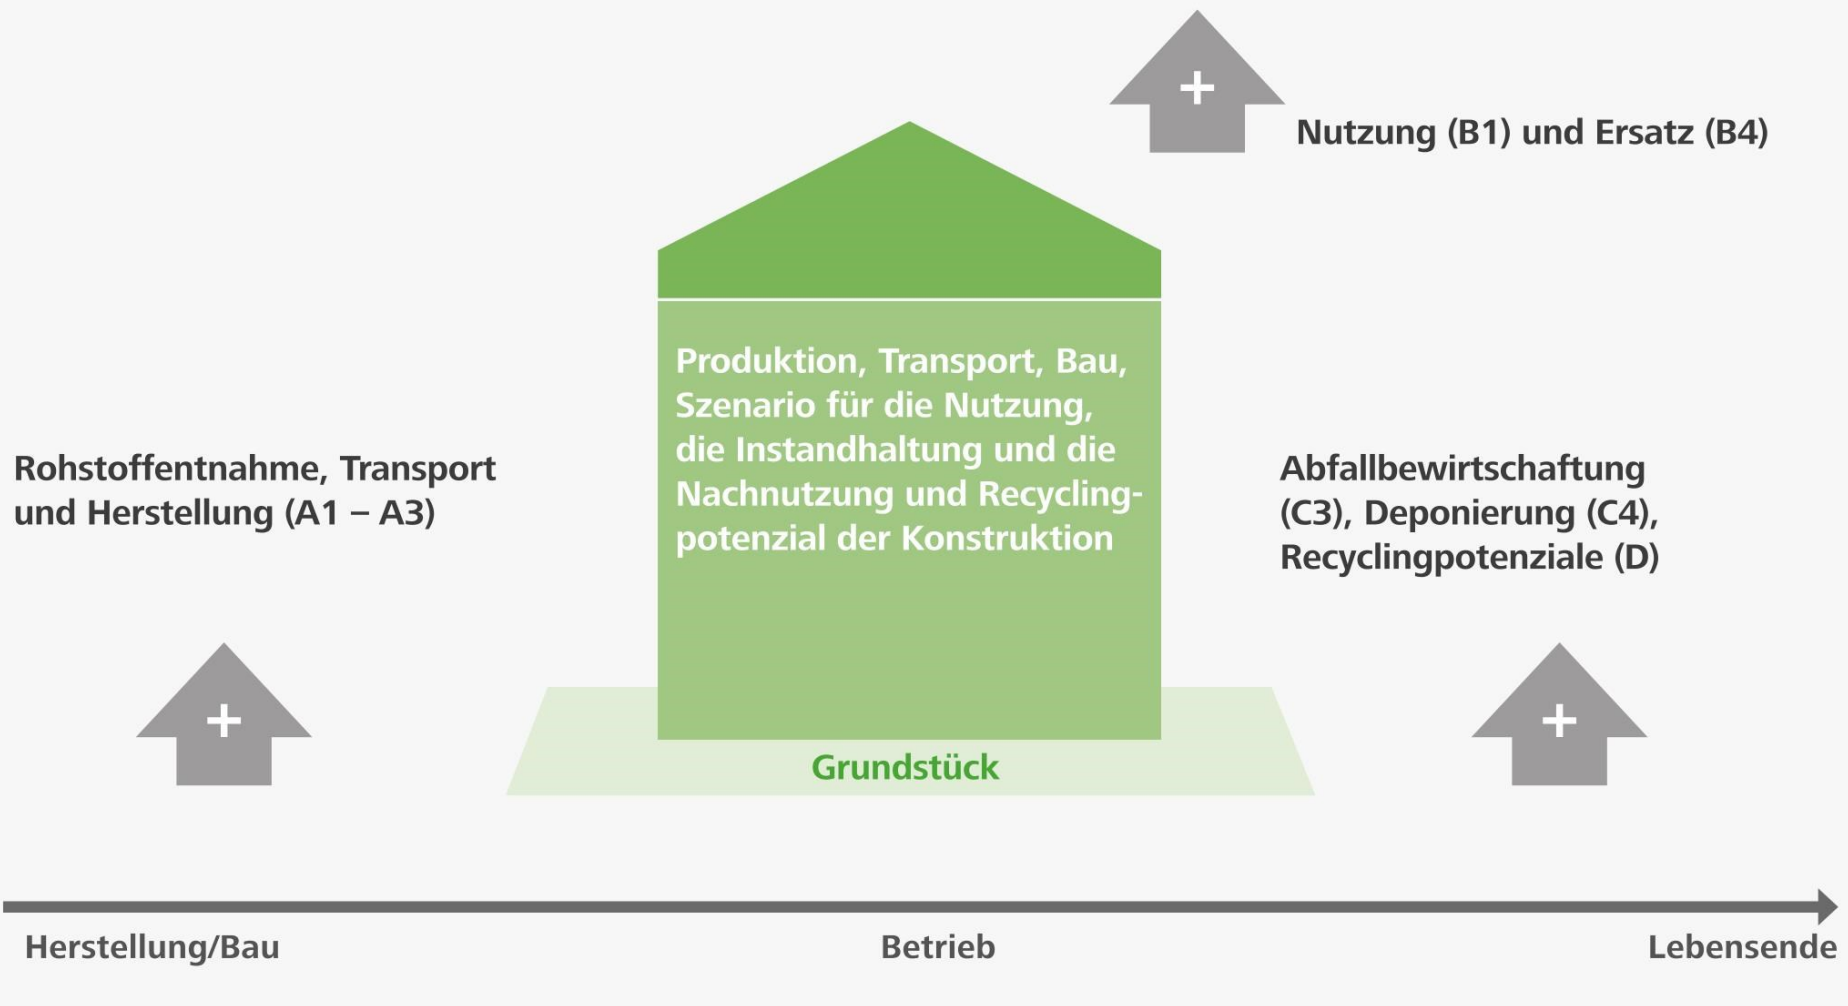 +
Nutzung (B1) und Ersatz (B4)
Produktion, Transport, Bau,
Szenario für die Nutzung,
die Instandhaltung und die
Nachnutzung und Recycling-
potenzial der Konstruktion
Rohstoffentnahme, Transport
und Herstellung (A1 – A3)
Abfallbewirtschaftung
(C3), Deponierung (C4),
Recyclingpotenziale (D)
+
+
Grundstück
Herstellung/Bau
Betrieb
Lebensende